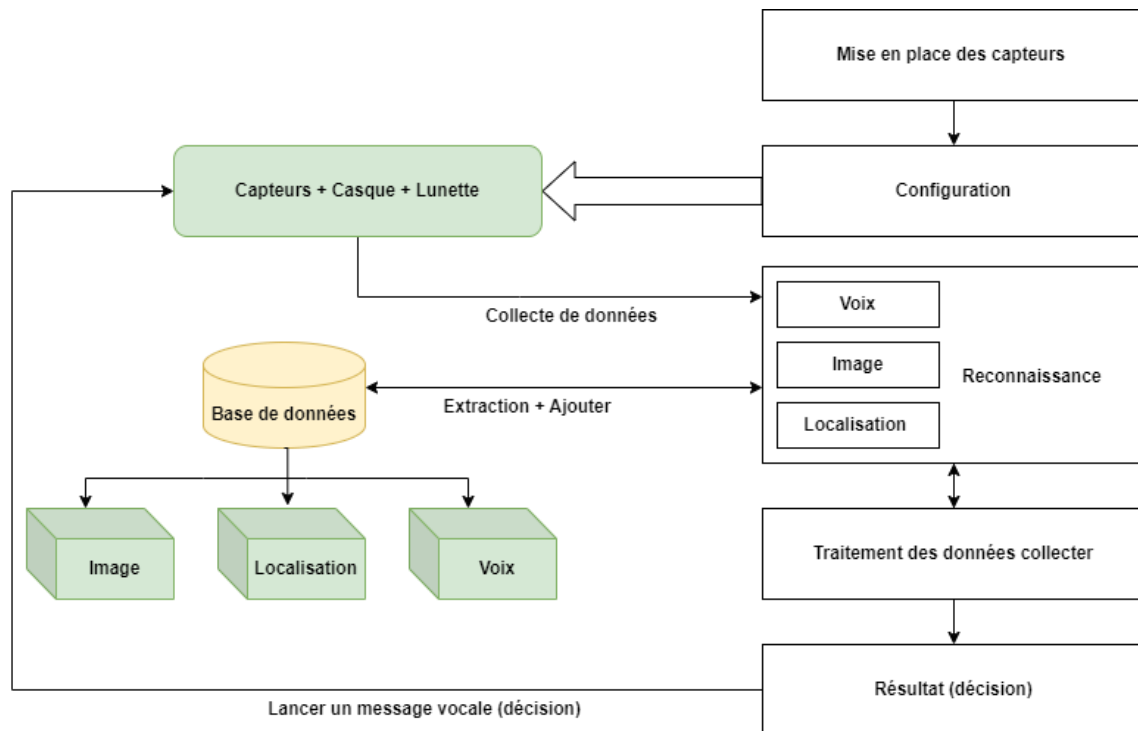 Mise en place des capteurs
Capteurs + Casque + Lunette
Configuration
Collecte de données
Voix
Image
Reconnaissance
Localisation
Base de données
Extraction + Ajouter
Image
Localisation
Voix
Traitement des données collecter
Résultat (décision)
Lancer un message vocale (décision)